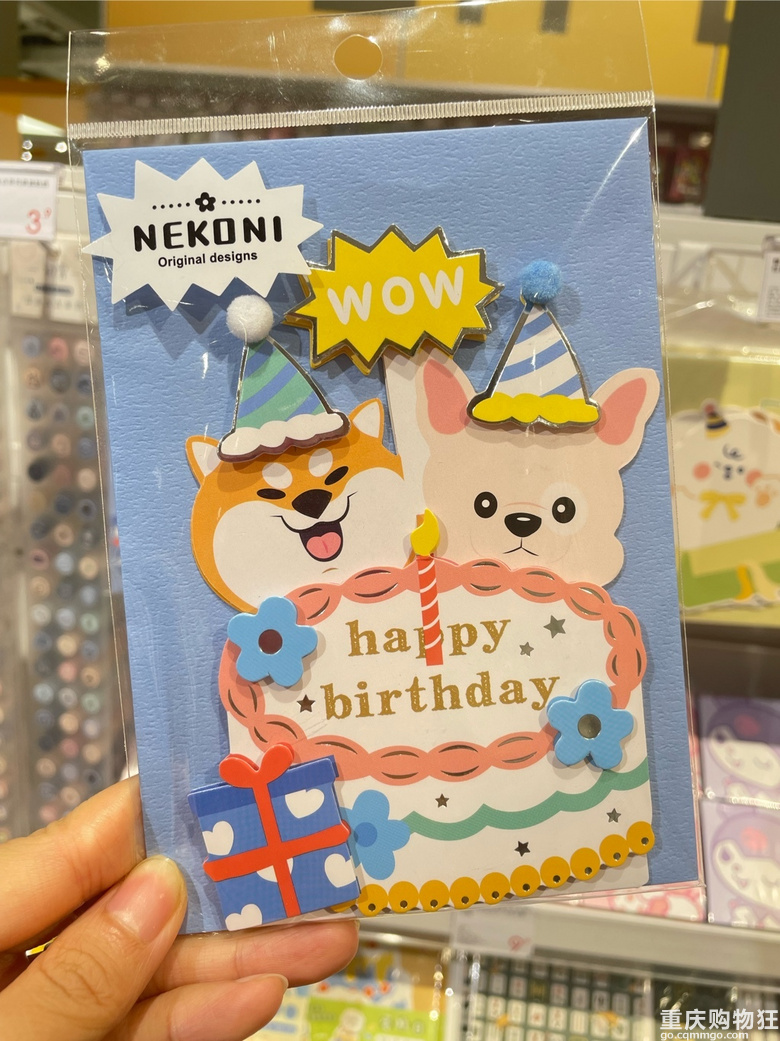 NEKONI
Original designs
WOW
happy
birthday
重庆购物狂
go.cqmmgo.com